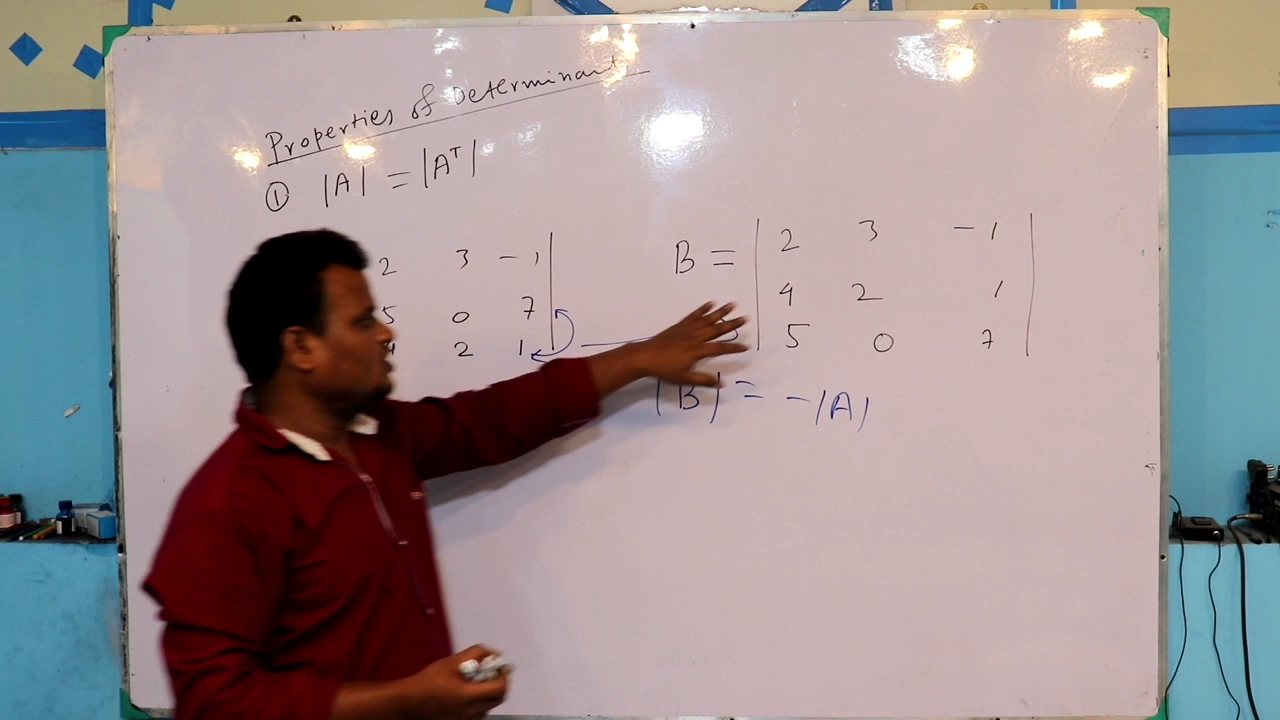 Properties of Determinant
① |A| = |Aᵀ|
2 3 -1 |
5 0 7
2 1
B = | 2 3 -1 |
4 2 1
5 0 7
|B| = -|A|